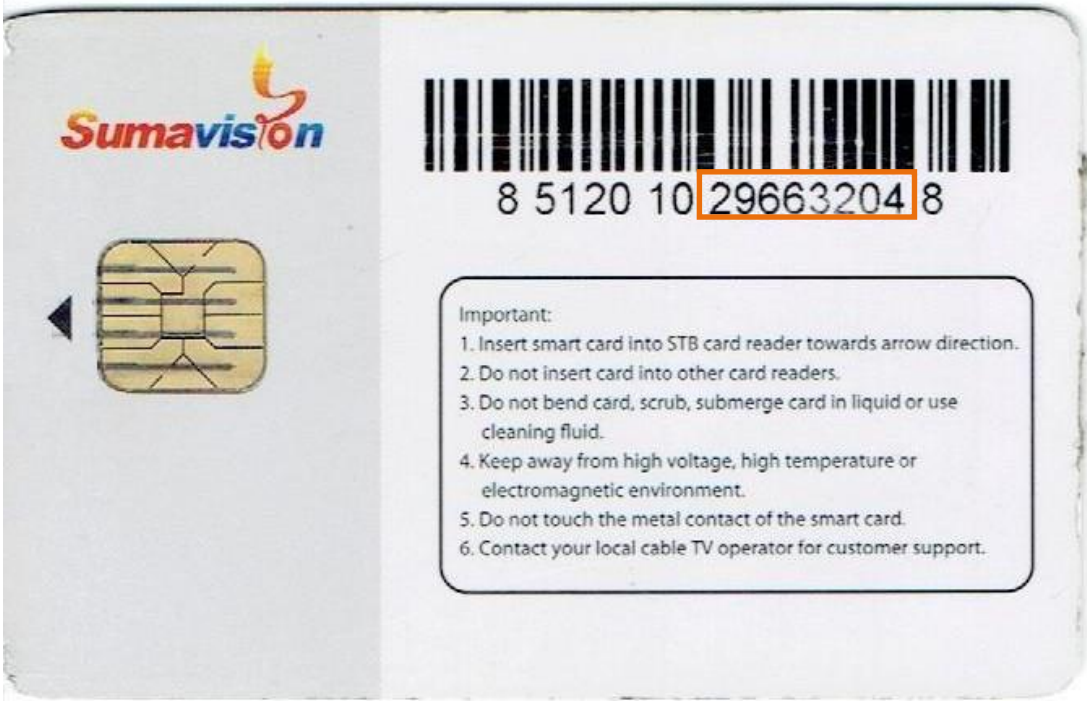 Sumavision
8 5120 10 29663204 8
Important:
1. Insert smart card into STB card reader towards arrow direction.
2. Do not insert card into other card readers.
3. Do not bend card, scrub, submerge card in liquid or use
cleaning fluid.
4. Keep away from high voltage, high temperature or
electromagnetic environment.
5. Do not touch the metal contact of the smart card.
6. Contact your local cable TV operator for customer support.